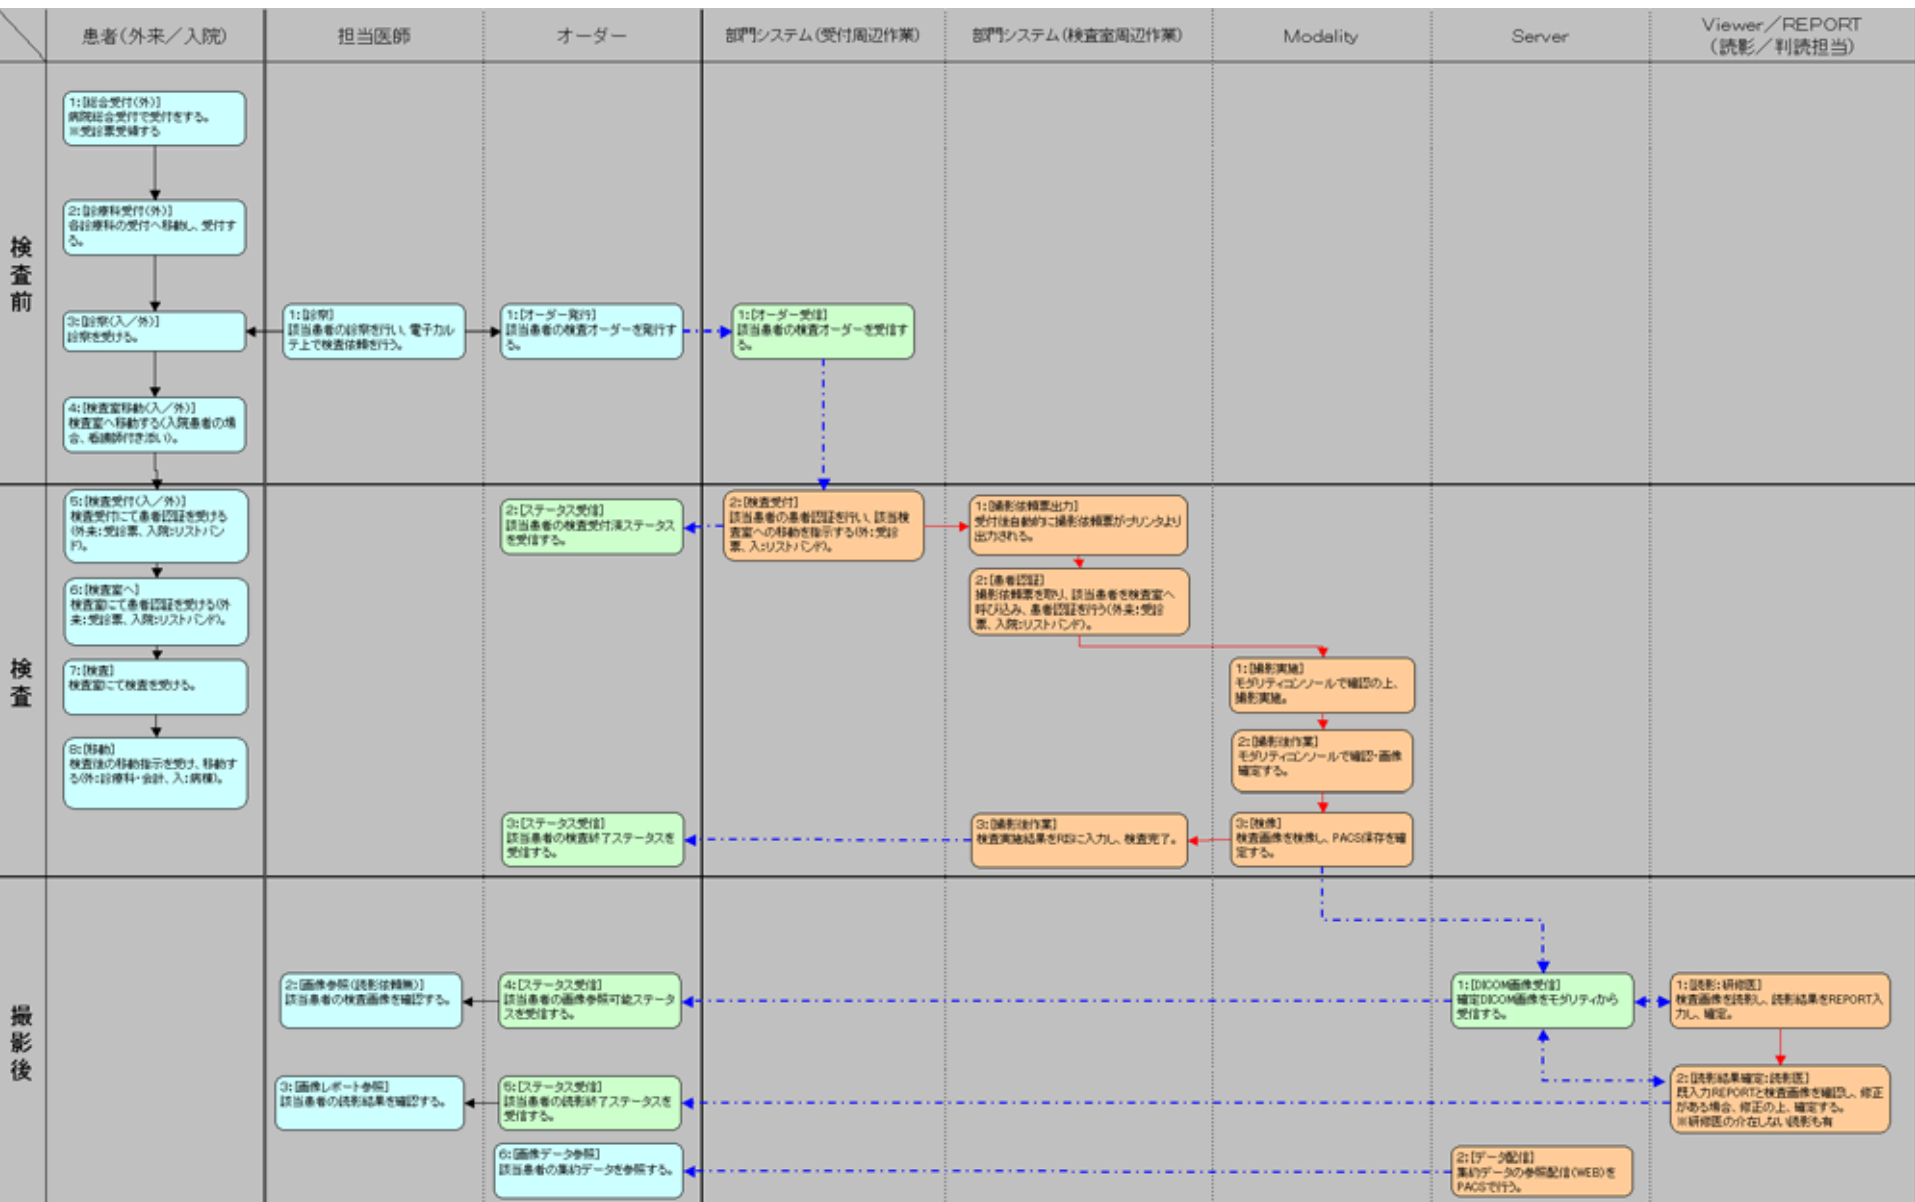 患者(外来／入院)
担当医師
オーダー
部門システム(受付周辺作業)
部門システム(検査室周辺作業)
Modality
Server
Viewer／REPORT
(読影／判読担当)
検査前
1:[総合受付(外)]
病院総合受付で受付をする。
※受診票受領する
2:[診療科受付(外)]
各診療科の受付へ移動し、受付す
る。
3:[診察(入／外)]
診察を受ける。
1:[診察]
該当患者の診察を行い、電子カル
テ上で検査依頼を行う。
1:[オーダー発行]
該当患者の検査オーダーを発行す
る。
1:[オーダー受信]
該当患者の検査オーダーを受信す
る。
4:[検査室移動(入／外)]
検査室へ移動する(入院患者の場
合、看護師付き添い)。
検査
5:[検査受付(入／外)]
検査受付にて患者認証を受ける
(外来:受診票、入院:リストバン
ド)。
2:[ステータス受信]
該当患者の検査受付済ステータス
を受信する。
2:[検査受付]
該当患者の患者認証を行い、該当検
査室への移動を指示する(外:受診
票、入:リストバンド)。
1:[撮影依頼票出力]
受付後自動的に撮影依頼票がプリンタより
出力される。
6:[検査室へ]
検査室にて患者認証を受ける(外
来:受診票、入院:リストバンド)。
2:[患者認証]
撮影依頼票を取り、該当患者を検査室へ
呼び込み、患者認証を行う(外来:受診
票、入院:リストバンド)。
7:[検査]
検査室にて検査を受ける。
1:[撮影実施]
モダリティコンソールで確認の上、
撮影実施。
8:[移動]
検査後の移動指示を受け、移動す
る(外:診療科・会計、入:病棟)。
2:[撮影後作業]
モダリティコンソールで確認・画像
確定する。
3:[ステータス受信]
該当患者の検査終了ステータスを
受信する。
3:[撮影後作業]
検査実施結果をRISに入力し、検査完了。
3:[検像]
検査画像を検像し、PACS保存を確
定する。
撮影後
2:[画像参照(読影依頼無)]
該当患者の検査画像を確認する。
4:[ステータス受信]
該当患者の画像参照可能ステータ
スを受信する。
1:[DICOM画像受信]
確定DICOM画像をモダリティから
受信する。
1:[読影:研修医]
検査画像を読影し、読影結果をREPORT入
力し、確定。
3:[画像レポート参照]
該当患者の読影結果を確認する。
5:[ステータス受信]
該当患者の読影終了ステータスを
受信する。
2:[読影結果確定:読影医]
既入力REPORTと検査画像を確認し、修正
がある場合、修正の上、確定する。
※研修医の介在しない読影も有
6:[画像データ参照]
該当患者の集約データを参照する。
2:[データ配信]
集約データの参照配信(WEB)を
PACSで行う。